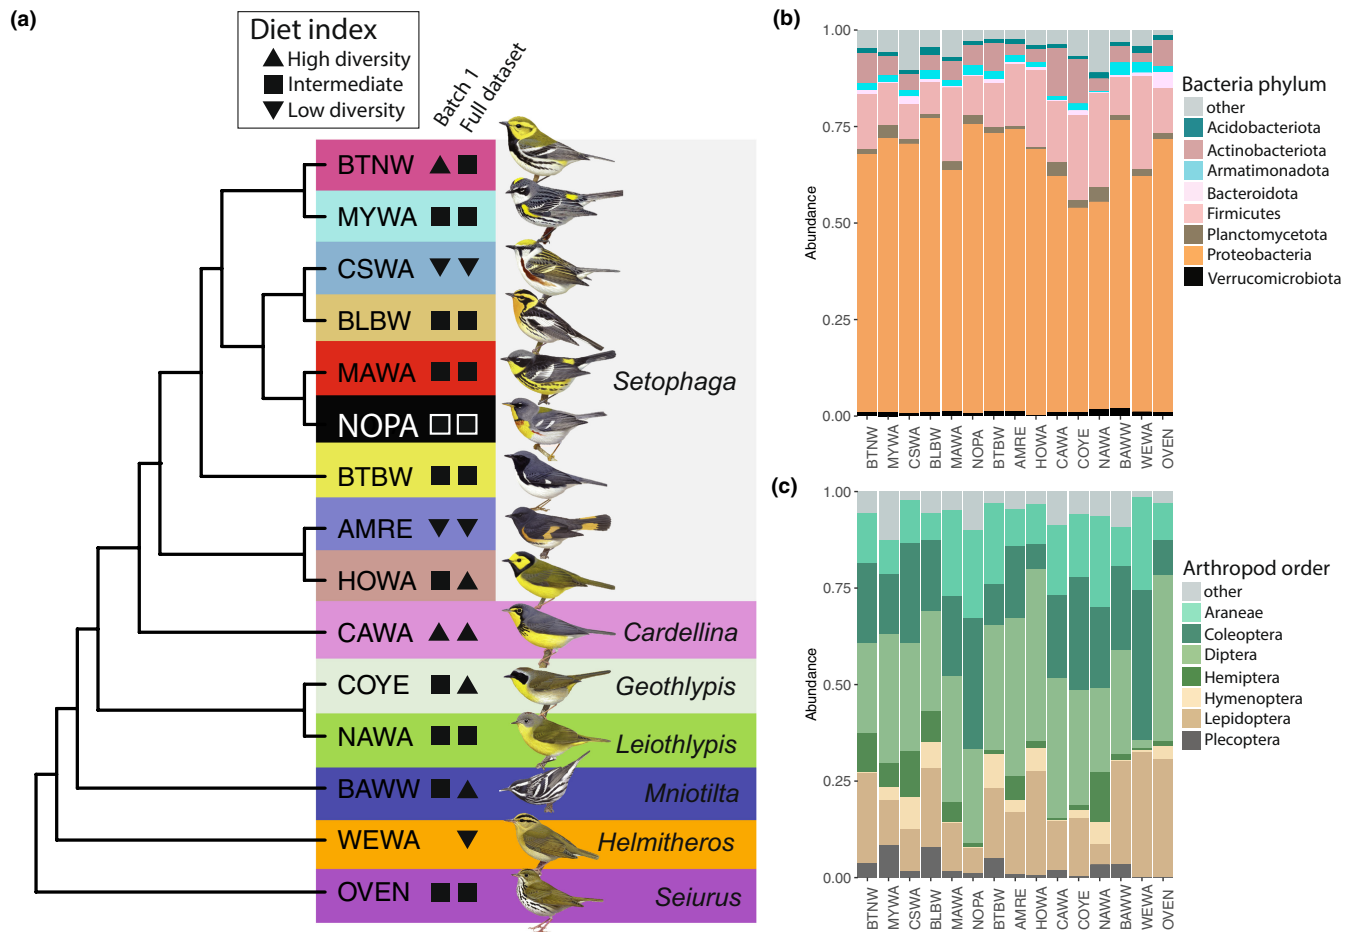 (a)
Diet index
High diversity
Intermediate
Low diversity
Batch 1
Full dataset
BTNW
MYWA
CSWA
BLBW
MAWA
NOPA
BTBW
AMRE
HOWA
CAWA
COYE
NAWA
BAWW
WEWA
OVEN
Setophaga
Cardellina
Geothlypis
Leiothlypis
Mniotilta
Helmitheros
Seiurus
(b)
1.00
0.75
0.50
0.25
0.00
Abundance
BTNW
MYWA
CSWA
BLBW
MAWA
NOPA
BTBW
AMRE
HOWA
CAWA
COYE
NAWA
BAWW
WEWA
OVEN
Bacteria phylum
other
Acidobacteriota
Actinobacteriota
Armatimonadota
Bacteroidota
Firmicutes
Planctomycetota
Proteobacteria
Verrucomicrobiota
(c)
1.00
0.75
0.50
0.25
0.00
Abundance
BTNW
MYWA
CSWA
BLBW
MAWA
NOPA
BTBW
AMRE
HOWA
CAWA
COYE
NAWA
BAWW
WEWA
OVEN
Arthropod order
other
Araneae
Coleoptera
Diptera
Hemiptera
Hymenoptera
Lepidoptera
Plecoptera